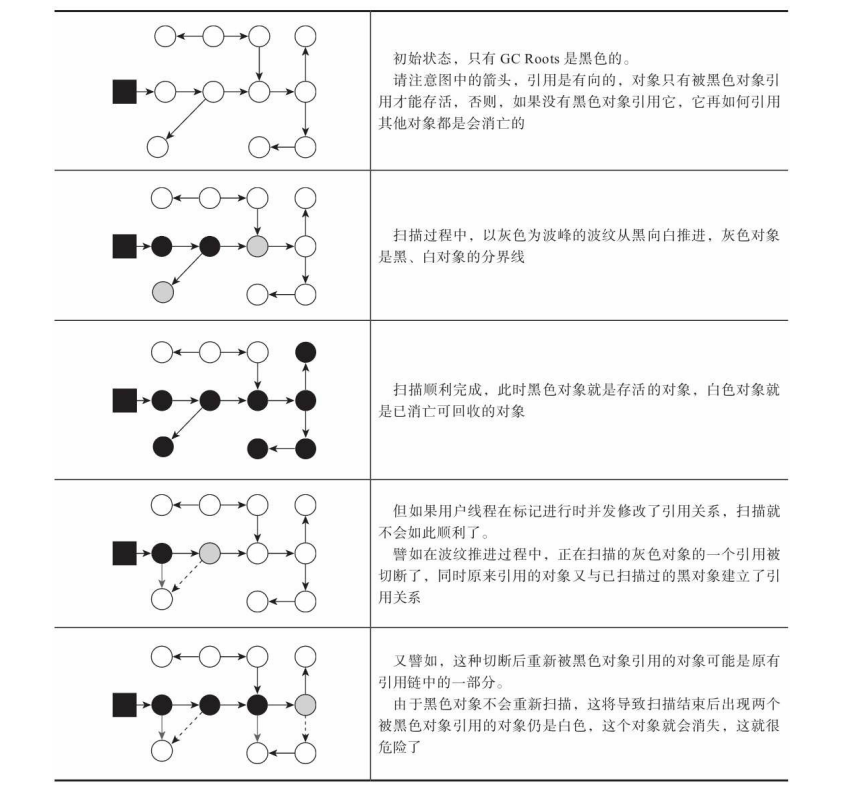 初始状态，只有 GC Roots 是黑色的。
请注意图中的箭头，引用是有向的，对象只有被黑色对象引
用才能存活，否则，如果没有黑色对象引用它，它再如何引用
其他对象都是会消亡的
扫描过程中，以灰色为波峰的波纹从黑向白推进，灰色对象
是黑、白对象的分界线
扫描顺利完成，此时黑色对象就是存活的对象，白色对象就
是已消亡可回收的对象
但如果用户线程在标记进行时并发修改了引用关系，扫描就
不会如此顺利了。
譬如在波纹推进过程中，正在扫描的灰色对象的一个引用被
切断了，同时原来引用的对象又与已扫描过的黑对象建立了引
用关系
又譬如，这种切断后重新被黑色对象引用的对象可能是原有
引用链中的一部分。
由于黑色对象不会重新扫描，这将导致扫描结束后出现两个
被黑色对象引用的对象仍是白色，这个对象就会消失，这就很
危险了